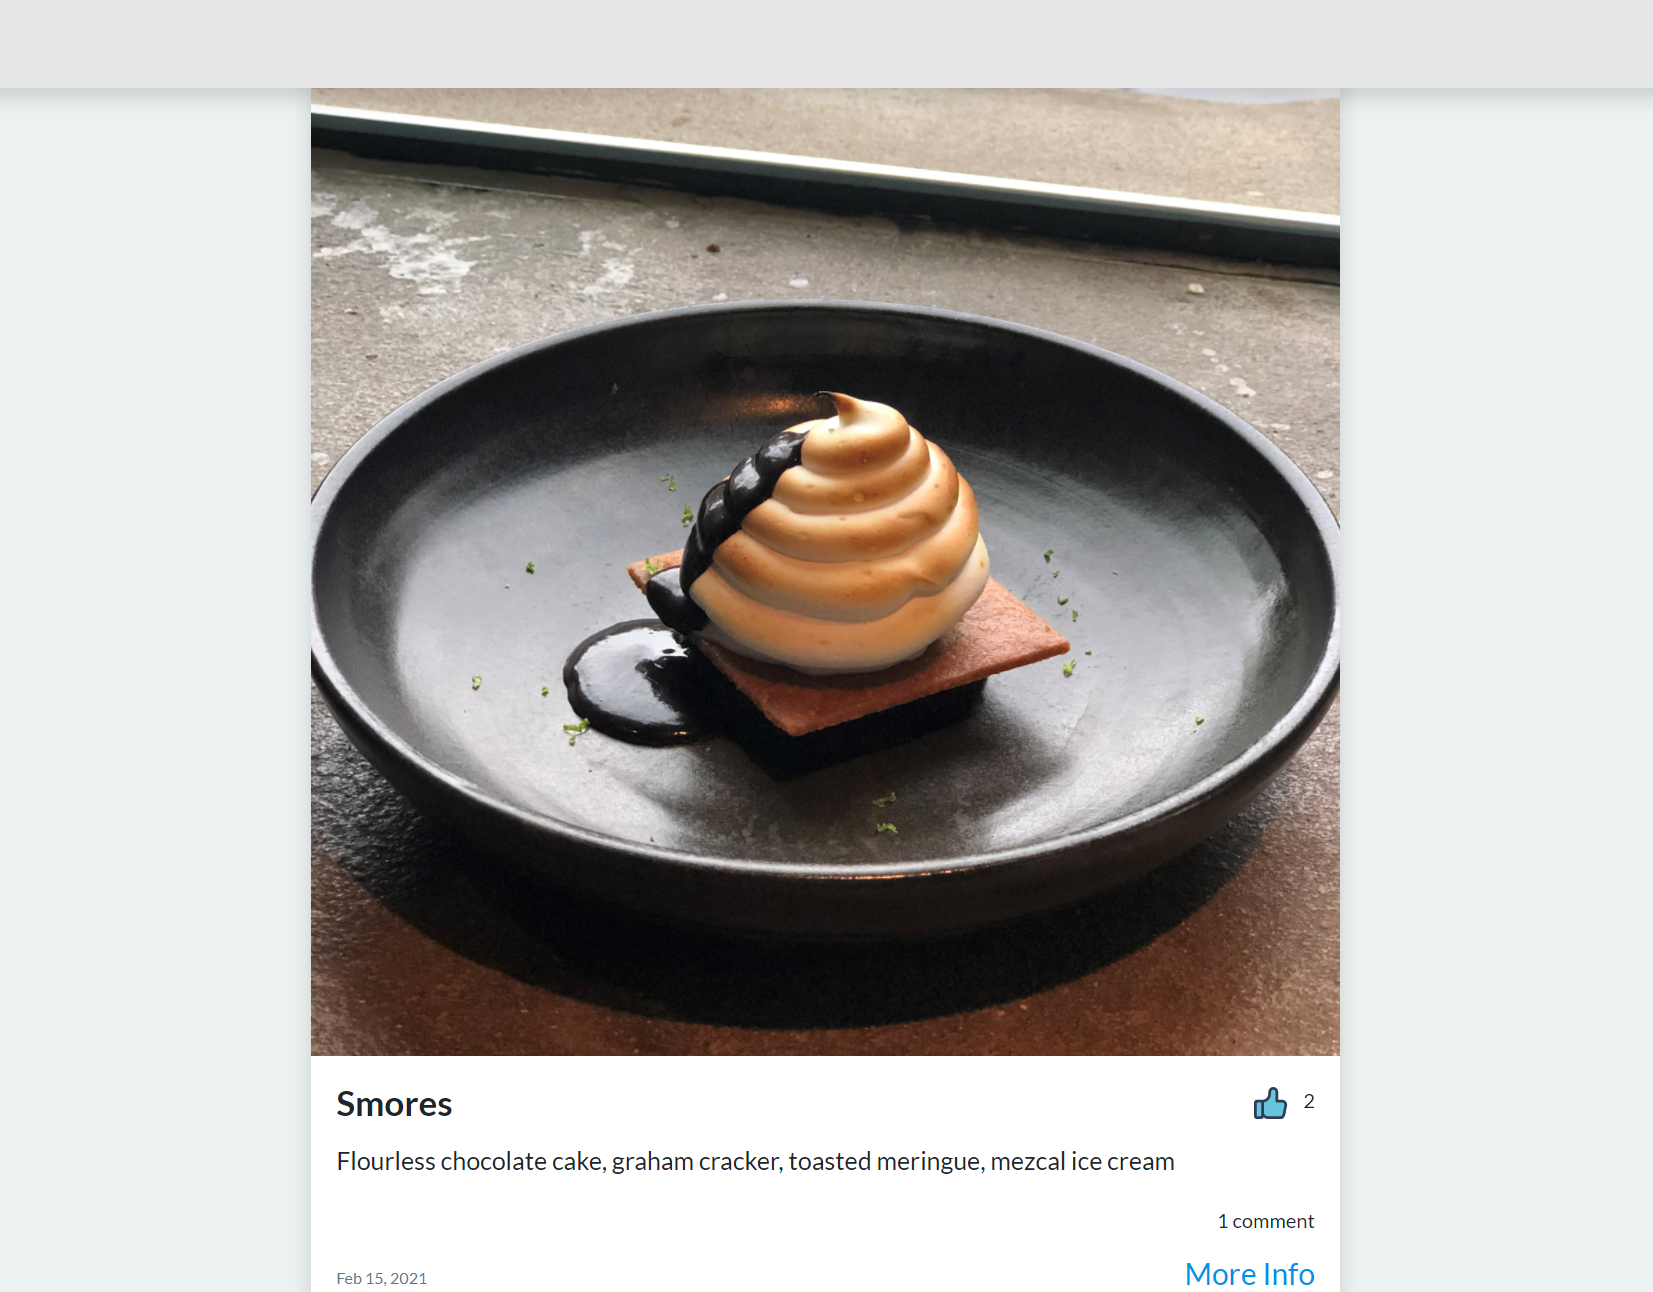 Smores
2
Flourless chocolate cake, graham cracker, toasted meringue, mezcal ice cream
1 comment
Feb 15, 2021
More Info